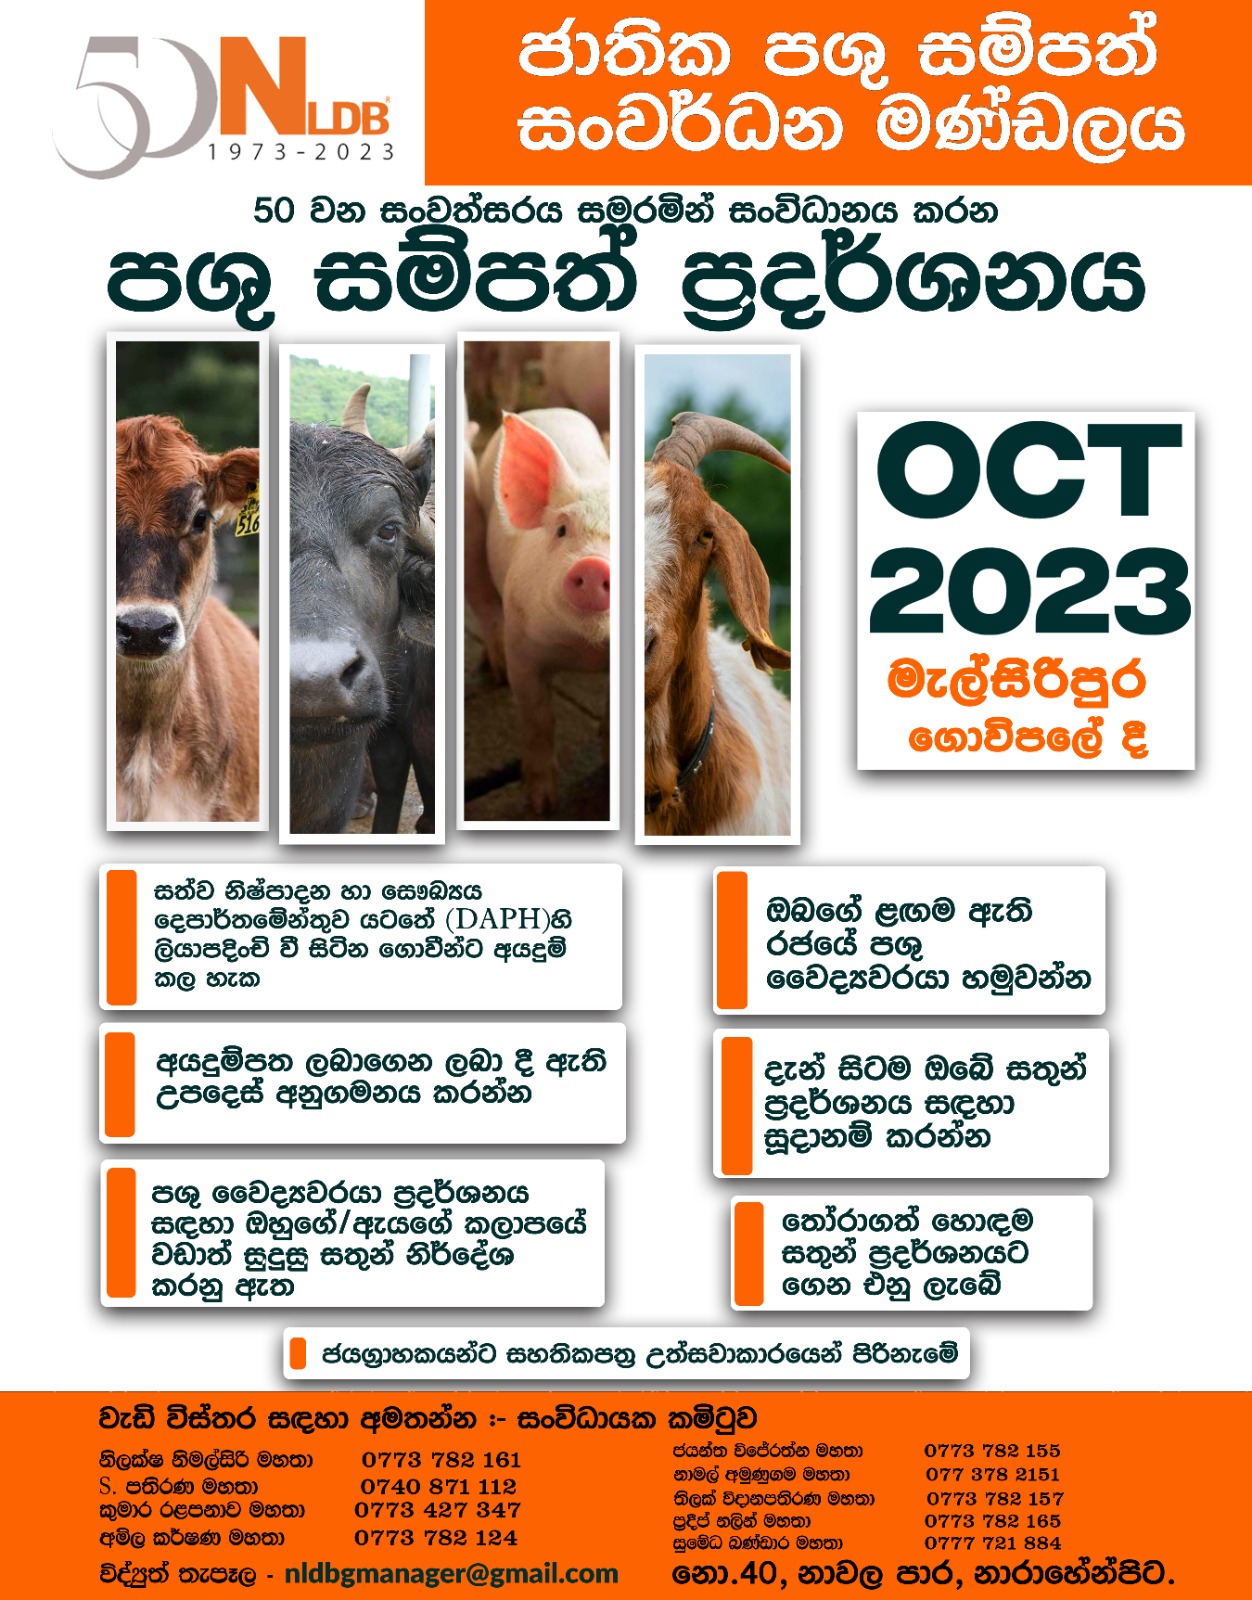 50 NLDB
1973-2023
ජාතික පශු සම්පත්
සංවර්ධන මණ්ඩලය
50 වන සංවත්සරය සමරමින් සංවිධානය කරන
පශු සම්පත් ප්‍රදර්ශනය
516
OCT
2023
මැල්සිරිපුර
ගොවිපලේ දී
සත්ව නිෂ්පාදන හා සෞඛ්‍යය
දෙපාර්තමේන්තුව යටතේ (DAPH)හි
ලියාපදිංචි වී සිටින ගොවීන්ට අයදුම්
කල හැක
අයදුම්පත ලබාගෙන ලබා දී ඇති
උපදෙස් අනුගමනය කරන්න
පශු වෛද්‍යවරයා ප්‍රදර්ශනය
සඳහා ඔහුගේ/ඇයගේ කලාපයේ
වඩාත් සුදුසු සතුන් නිර්දේශ
කරනු ඇත
ඔබගේ ළඟම ඇති
රජයේ පශු
වෛද්‍යවරයා හමුවන්න
දැන් සිටම ඔබේ සතුන්
ප්‍රදර්ශනය සඳහා
සූදානම් කරන්න
තෝරාගත් හොඳම
සතුන් ප්‍රදර්ශනයට
ගෙන එනු ලැබේ
ජයග්‍රාහකයන්ට සහතිකපත්‍ර උත්සවාකාරයෙන් පිරිනැමේ
වැඩි විස්තර සඳහා අමතන්න :- සංවිධායක කමිටුව
නිලක්ෂ නිමල්සිරි මහතා 0773 782 161
S. පතිරණ මහතා 0740 871 112
කුමාර රළපනාව මහතා 0773 427 347
අමිල කර්ෂණ මහතා 0773 782 124
විද්යුත් තැපෑල - nldbgmanager@gmail.com
ජයන්ත විජේරත්න මහතා 0773 782 155
නාමල් අමුණුගම මහතා 077 378 2151
තිලක් විදානපතිරණ මහතා 0773 782 157
ප්‍රදීප් නලින් මහතා 0773 782 165
සුමේධ බණ්ඩාර මහතා 0777 721 884
නො.40, නාවල පාර, නාරාහේන්පිට.